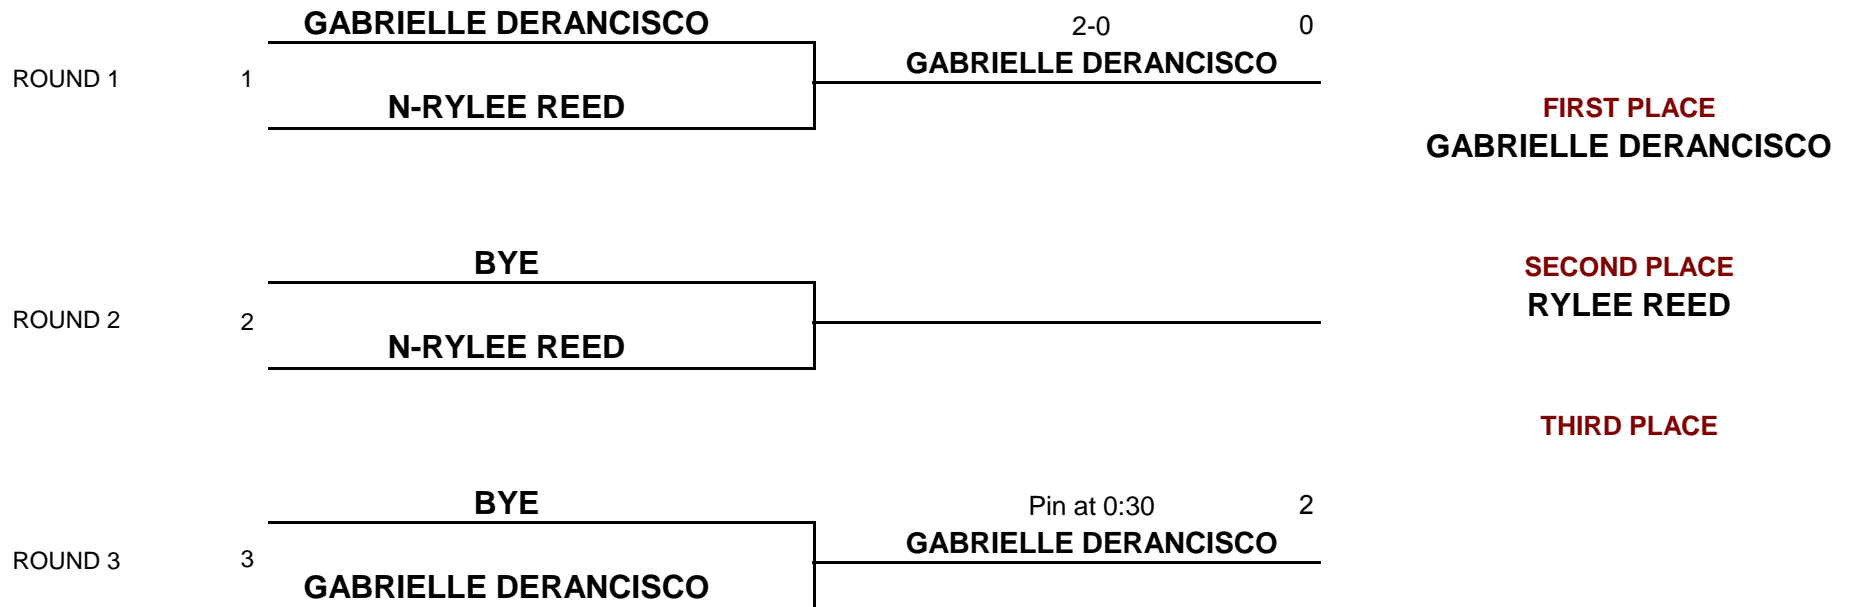 GABRIELLE DERANCISCO
2-0 0
GABRIELLE DERANCISCO
ROUND 1 1
N-RYLEE REED
FIRST PLACE
GABRIELLE DERANCISCO
BYE
SECOND PLACE
RYLEE REED
ROUND 2 2
N-RYLEE REED
THIRD PLACE
BYE
Pin at 0:30 2
GABRIELLE DERANCISCO
ROUND 3 3
GABRIELLE DERANCISCO